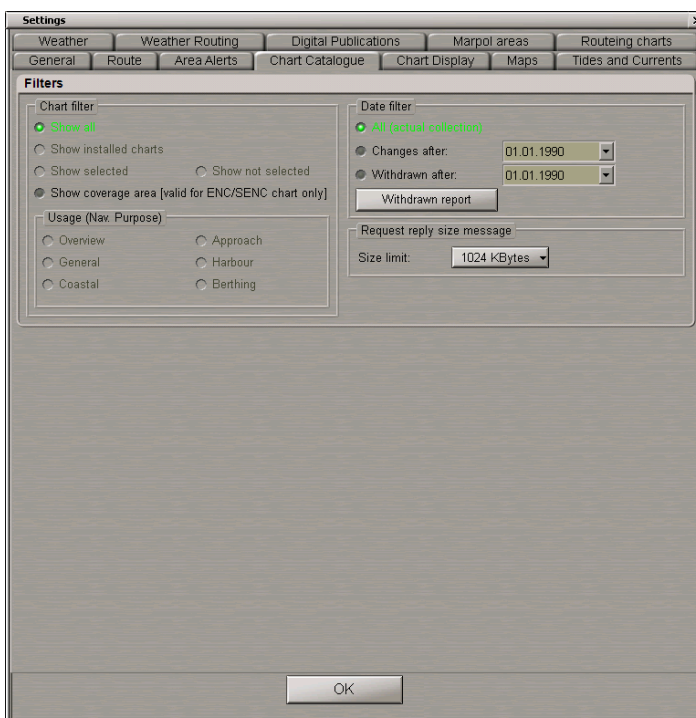 Settings
Weather Weather Routing Digital Publications Marpol areas Routeing charts
General Route Area Alerts Chart Catalogue Chart Display Maps Tides and Currents
Filters
Chart filter
Show all
Show installed charts
Show selected Show not selected
Show coverage area [valid for ENC/SENC chart only]
Usage (Nav. Purpose)
Overview Approach
General Harbour
Coastal Berthing
Date filter
Changes after: 01.01.1990
Withdrawn after: 01.01.1990
Withdrawn report
Request reply size message
Size limit: 1024 KBytes
OK